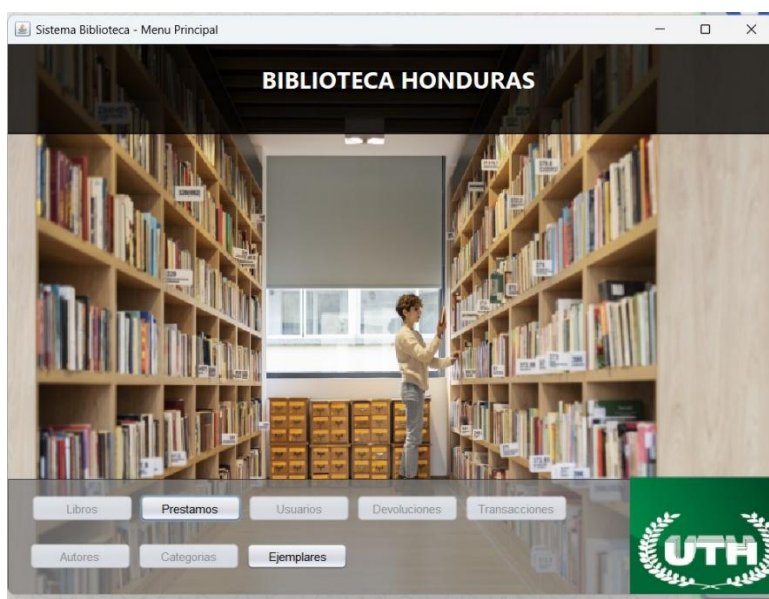 Sistema Biblioteca - Menu Principal
BIBLIOTECA HONDURAS
Libros
Prestamos
Usuarios
Devoluciones
Transacciones
Autores
Categorias
Ejemplares
UTH